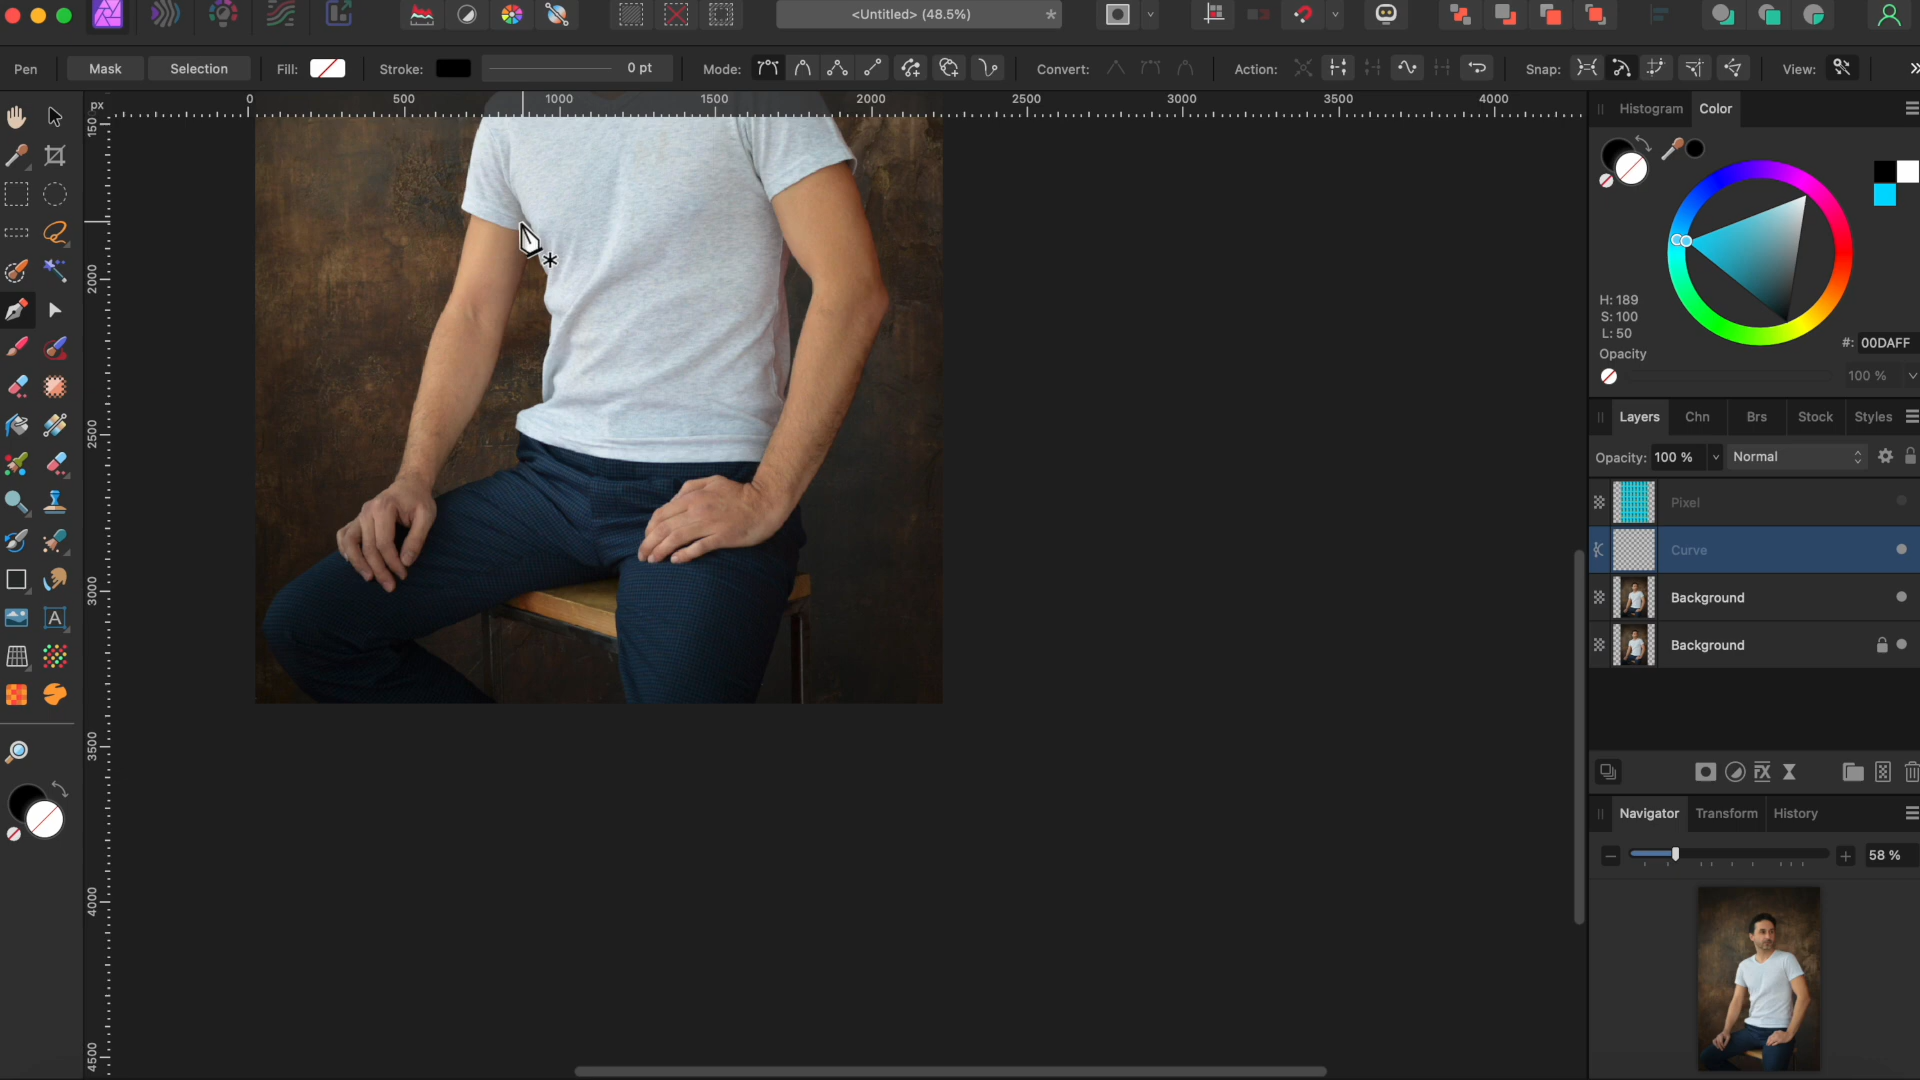 <Untitled> (48.5%)
*
Pen
Mask
Selection
Fill:
Stroke:
0 pt
Mode:
Convert:
Action:
Snap:
View:
px
0
500
1000
1500
2000
2500
3000
3500
4000
1500
2000
2500
3000
3500
4000
4500
A
Histogram
Color
H: 189
S: 100
L: 50
#: 00DAFF
Opacity
100 %
Layers
Chn
Brs
Stock
Styles
Opacity: 100 %
Normal
Pixel
Curve
Background
Background
FX
Navigator
Transform
History
58 %